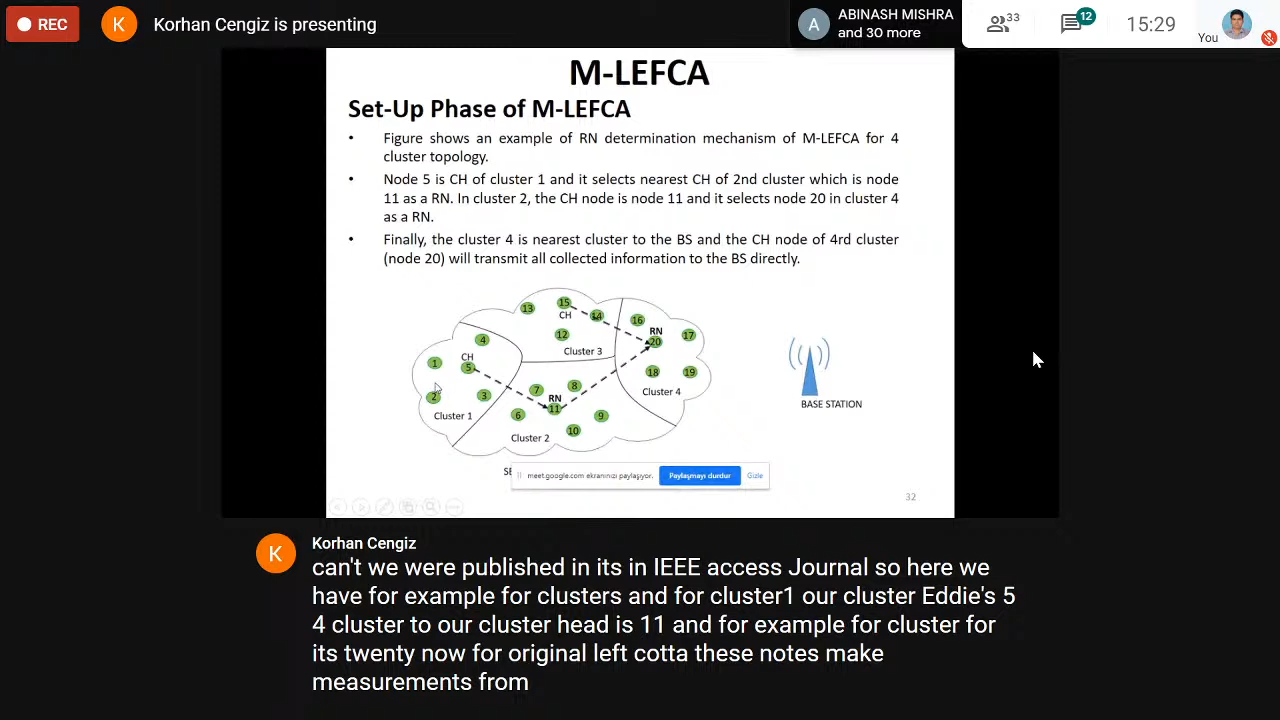 REC
K
Korhan Cengiz is presenting
A
ABINASH MISHRA
and 30 more
33
12
15:29
You
M-LEFCA
Set-Up Phase of M-LEFCA
• Figure shows an example of RN determination mechanism of M-LEFCA for 4
cluster topology.
• Node 5 is CH of cluster 1 and it selects nearest CH of 2nd cluster which is node
11 as a RN. In cluster 2, the CH node is node 11 and it selects node 20 in cluster 4
as a RN.
• Finally, the cluster 4 is nearest cluster to the BS and the CH node of 4rd cluster
(node 20) will transmit all collected information to the BS directly.
13
15
CH
14
16
RN
20
17
12
4
Cluster 3
1
CH
5
18
19
2
3
7
8
Cluster 4
RN
11
Cluster 1
6
9
10
Cluster 2
BASE STATION
SE
meet.google.com ekranınızı paylaşıyor.
Paylaşmayı durdur
Gizle
32
K
Korhan Cengiz
can't we were published in its in IEEE access Journal so here we
have for example for clusters and for cluster1 our cluster Eddie's 5
4 cluster to our cluster head is 11 and for example for cluster for
its twenty now for original left cotta these notes make
measurements from